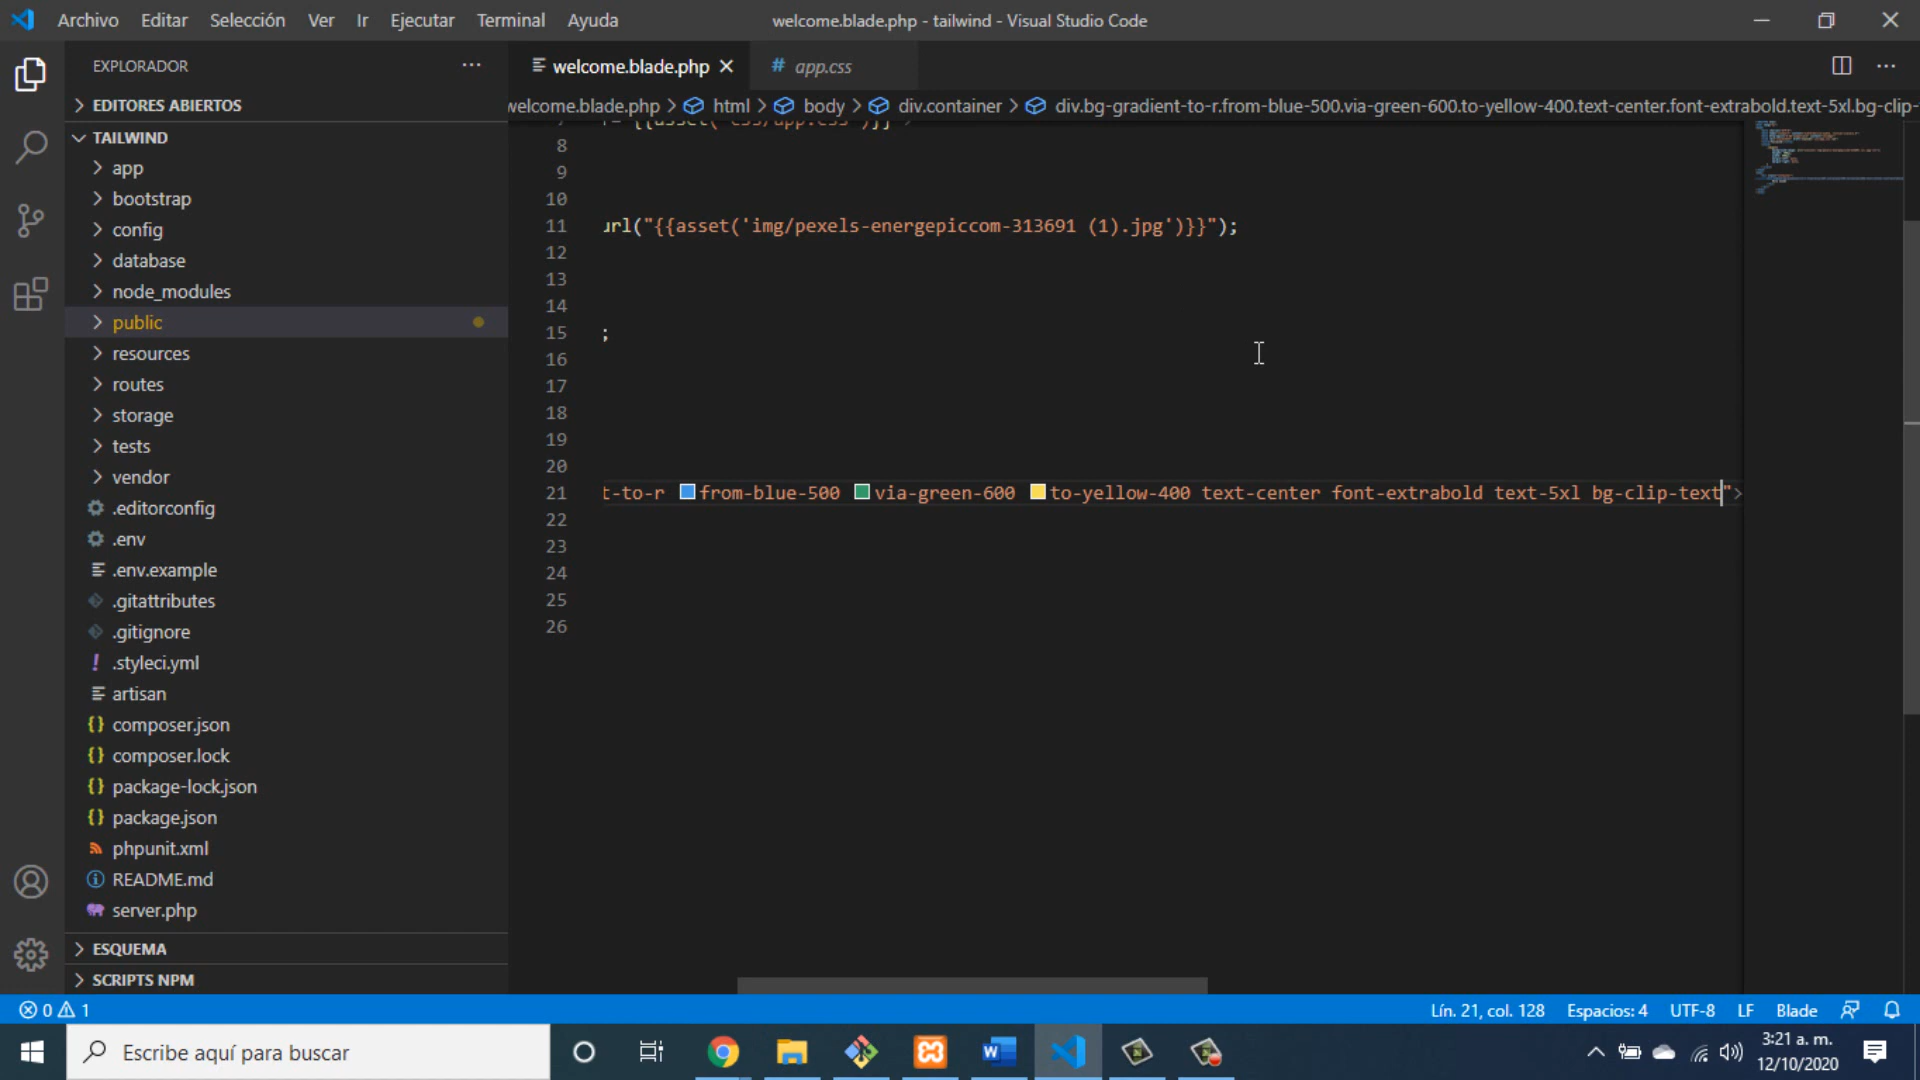 Archivo Editar Selección Ver Ir Ejecutar Terminal Ayuda
welcome.blade.php - tailwind - Visual Studio Code
EXPLORADOR
EDITORES ABIERTOS
TAILWIND
app
bootstrap
config
database
node_modules
public
resources
routes
storage
tests
vendor
.editorconfig
.env
.env.example
.gitattributes
.gitignore
.styleci.yml
artisan
composer.json
composer.lock
package-lock.json
package.json
phpunit.xml
README.md
server.php
ESQUEMA
SCRIPTS NPM
welcome.blade.php
# app.css
welcome.blade.php > html > body > div.container > div.bg-gradient-to-r.from-blue-500.via-green-600.to-yellow-400.text-center.font-extrabold.text-5xl.bg-clip-
8
9
10
11 url("{{asset('img/pexels-energepiccom-313691 (1).jpg')}}");
12
13
14
15 ;
16
17
18
19
20
21 t-to-r from-blue-500 via-green-600 to-yellow-400 text-center font-extrabold text-5xl bg-clip-text">
22
23
24
25
26
0 1
Lín. 21, col. 128 Espacios: 4 UTF-8 LF Blade
Escribe aquí para buscar
3:21 a. m.
12/10/2020